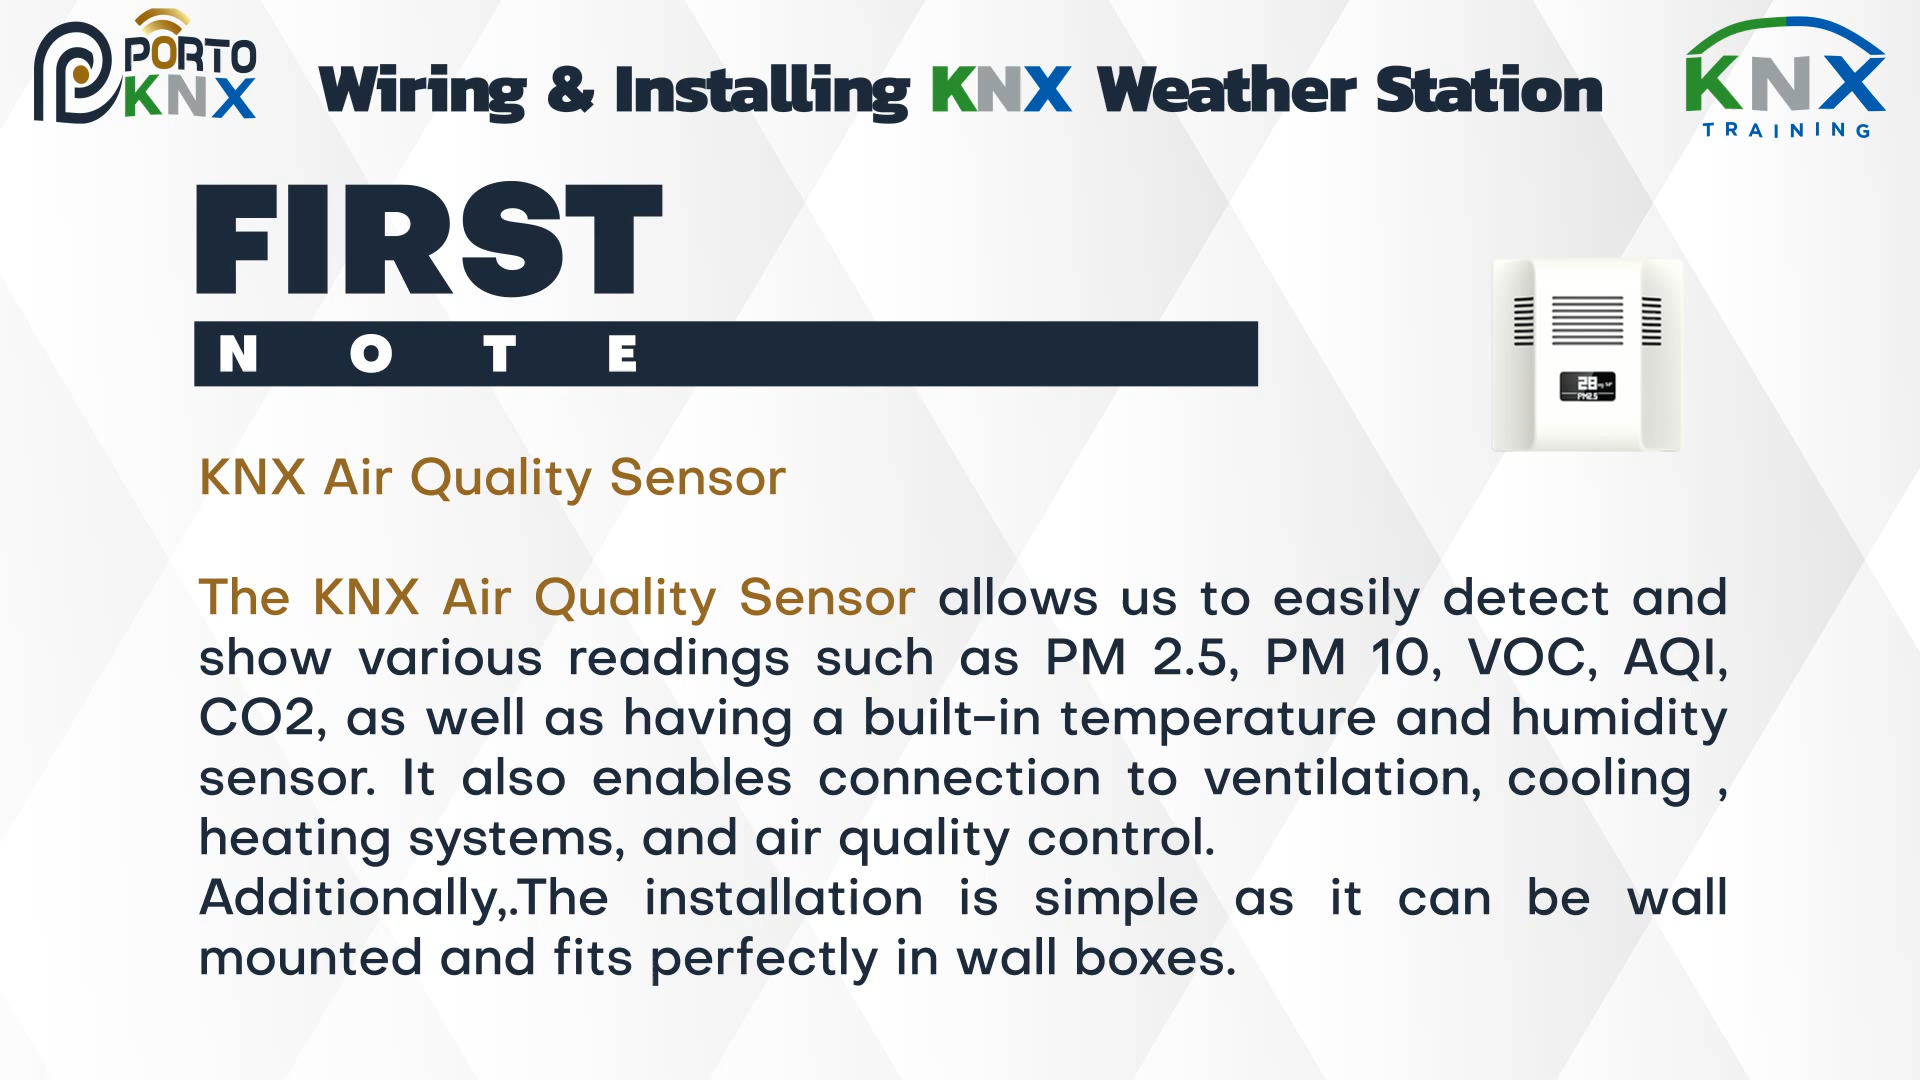 PORTO
KNX
Wiring & Installing KNX Weather Station
KNX
TRAINING
FIRST
NOTE
28
PM2.5
KNX Air Quality Sensor
The KNX Air Quality Sensor allows us to easily detect and
show various readings such as PM 2.5, PM 10, VOC, AQI,
CO2, as well as having a built-in temperature and humidity
sensor. It also enables connection to ventilation, cooling ,
heating systems, and air quality control.
Additionally,.The installation is simple as it can be wall
mounted and fits perfectly in wall boxes.